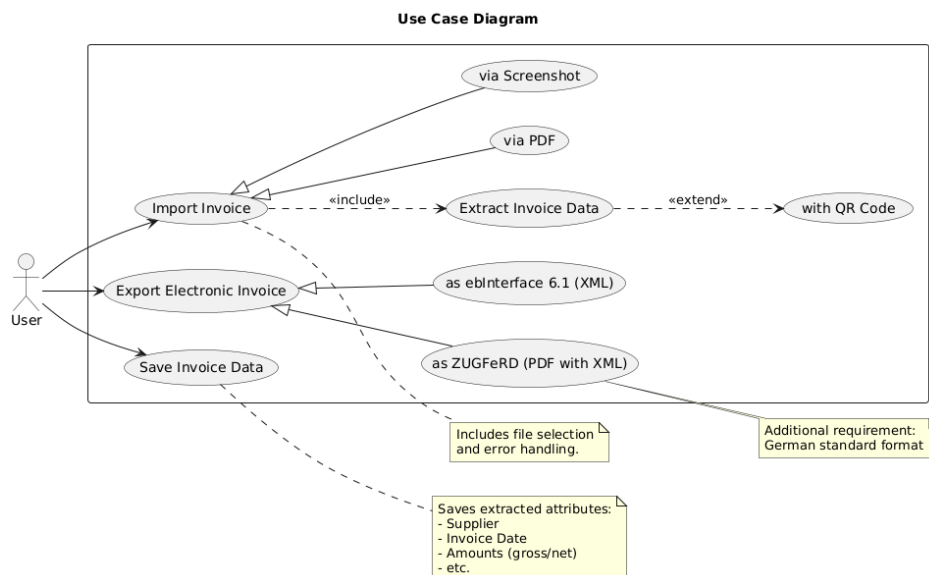 Use Case Diagram
via Screenshot
via PDF
Import Invoice
«include»
Extract Invoice Data
«extend»
with QR Code
User
Export Electronic Invoice
as ebInterface 6.1 (XML)
as ZUGFeRD (PDF with XML)
Save Invoice Data
Includes file selection
and error handling.
Additional requirement:
German standard format
Saves extracted attributes:
- Supplier
- Invoice Date
- Amounts (gross/net)
- etc.